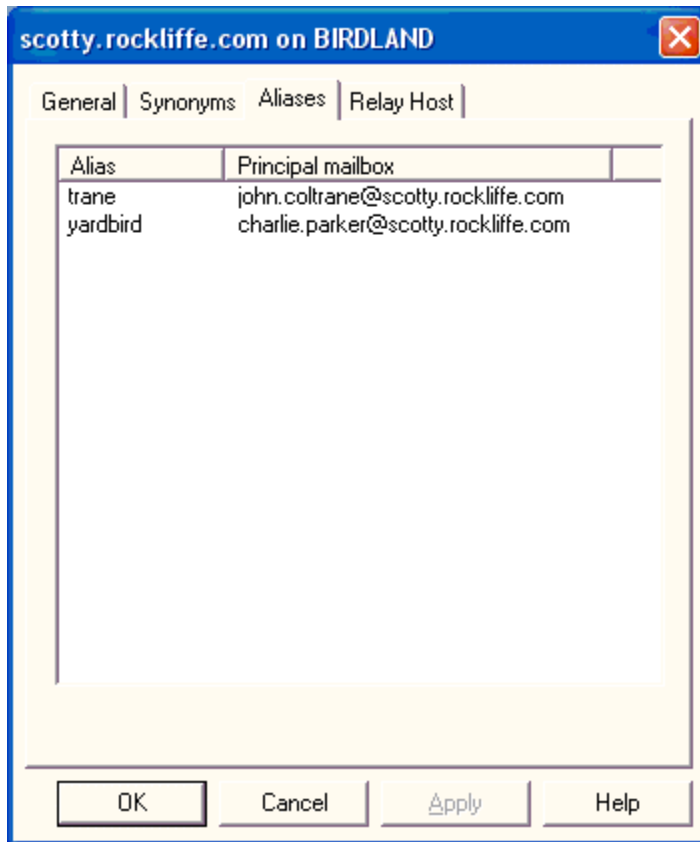 scotty.rockliffe.com on BIRDLAND
General Synonyms Aliases Relay Host
Alias Principal mailbox
trane john.coltrane@scotty.rockliffe.com
yardbird charlie.parker@scotty.rockliffe.com
OK Cancel Apply Help